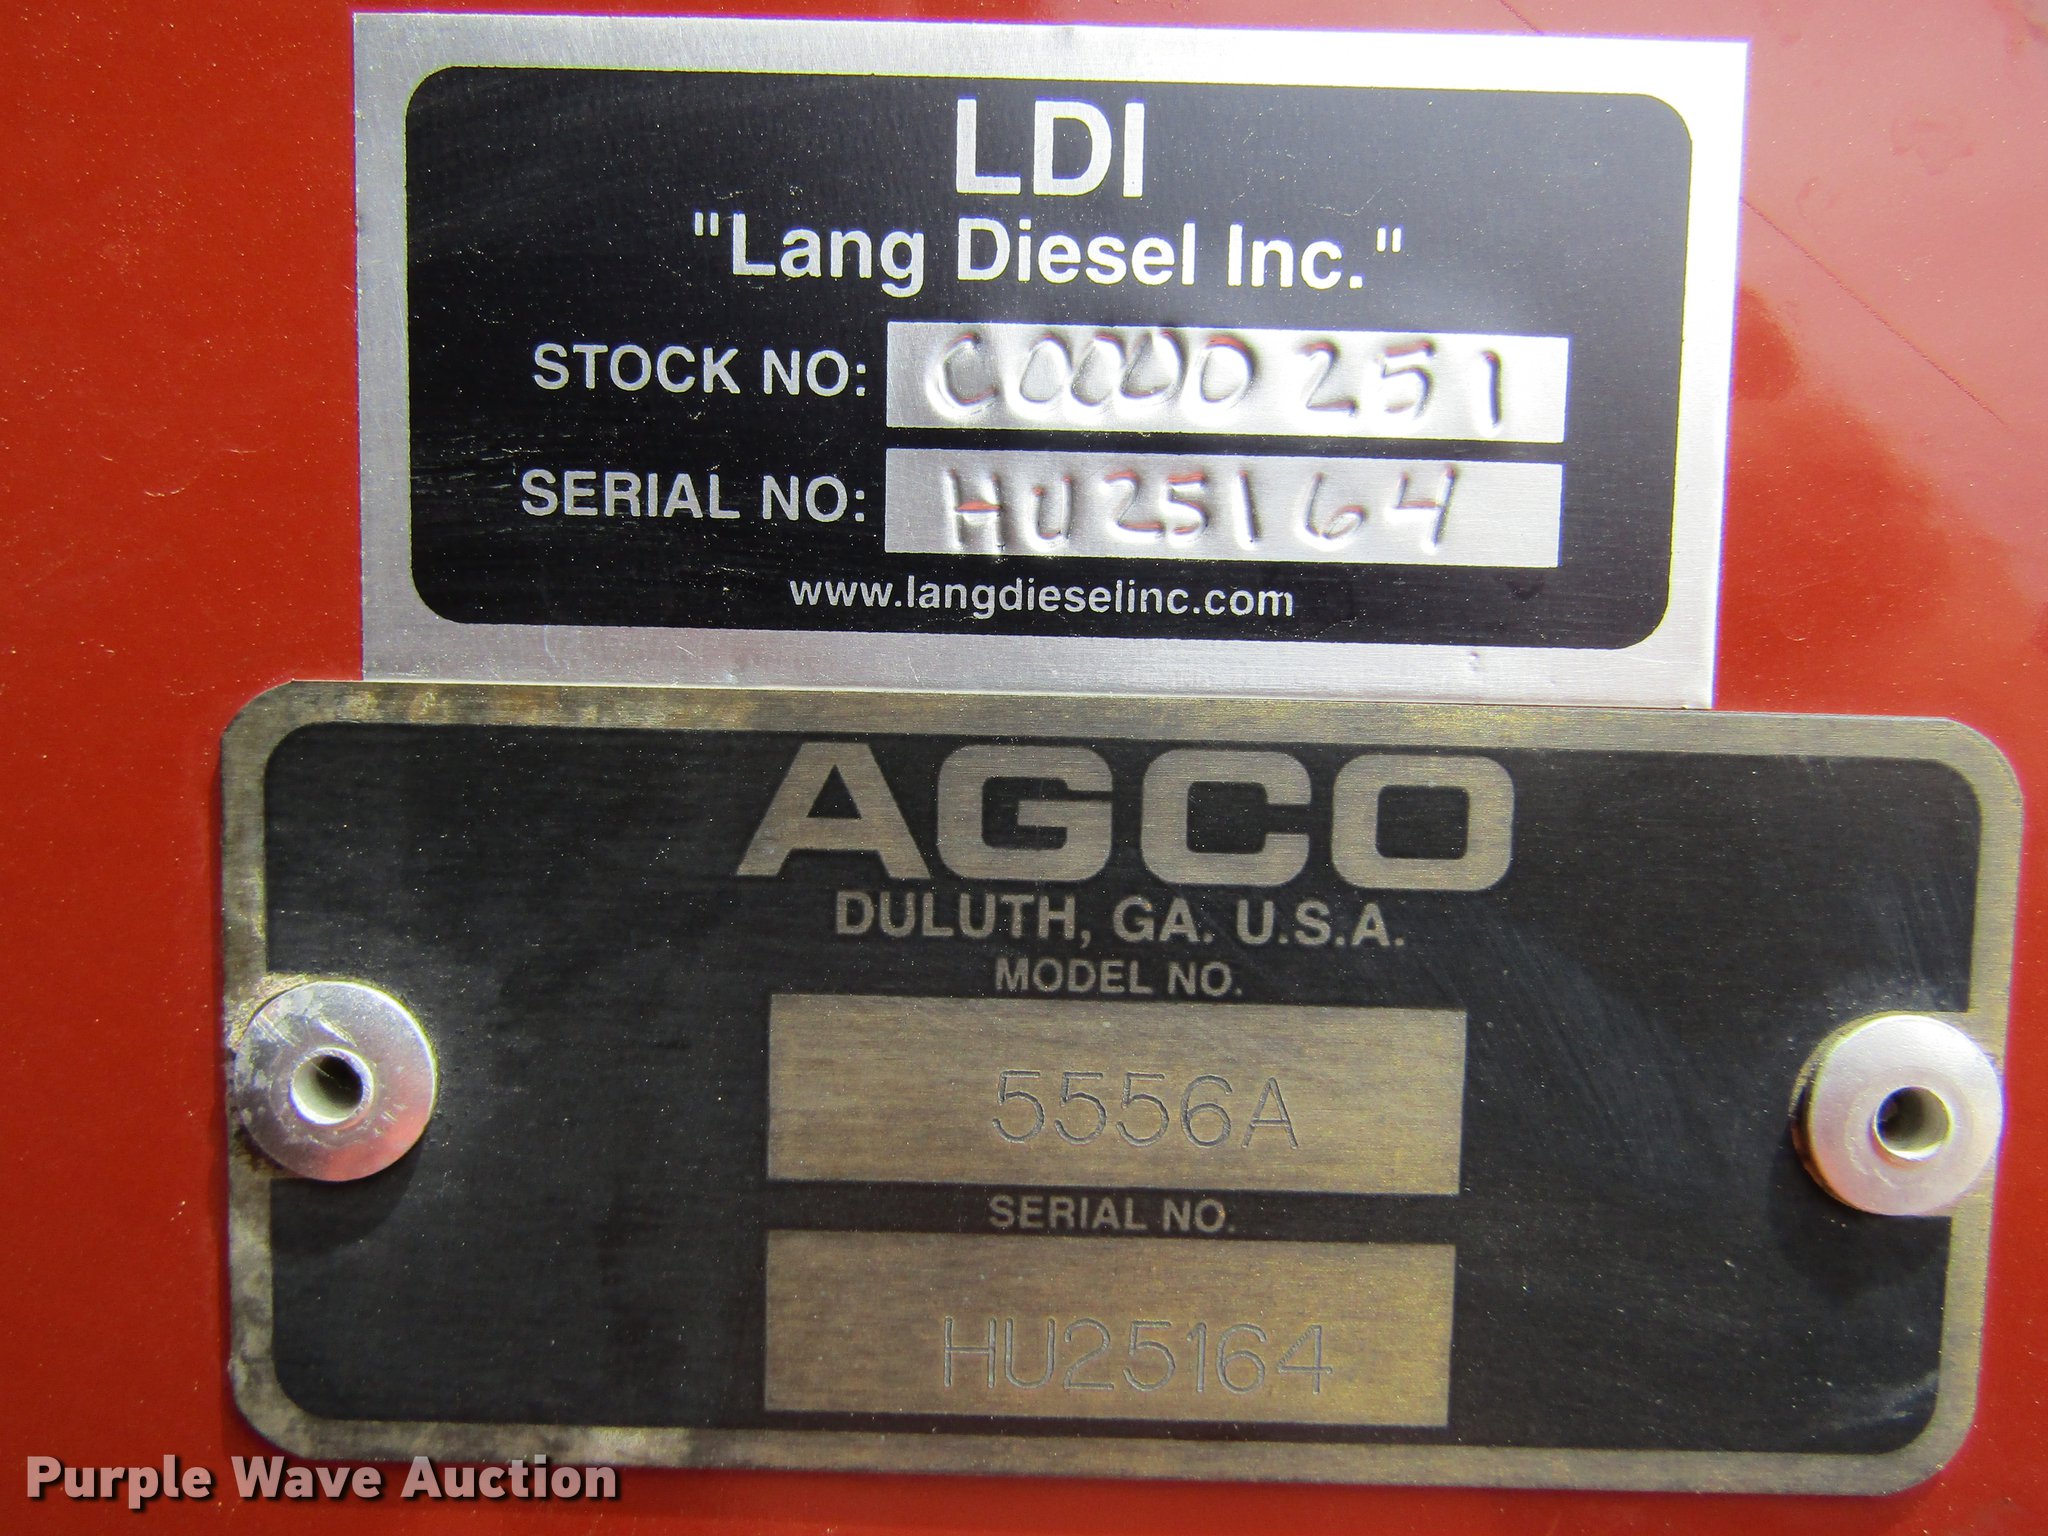 LDI
"Lang Diesel Inc."
STOCK NO: C0000251
SERIAL NO: HU25164
www.langdieselinc.com
AGCO
DULUTH, GA. U.S.A.
MODEL NO.
5556A
SERIAL NO.
HU25164
Purple Wave Auction